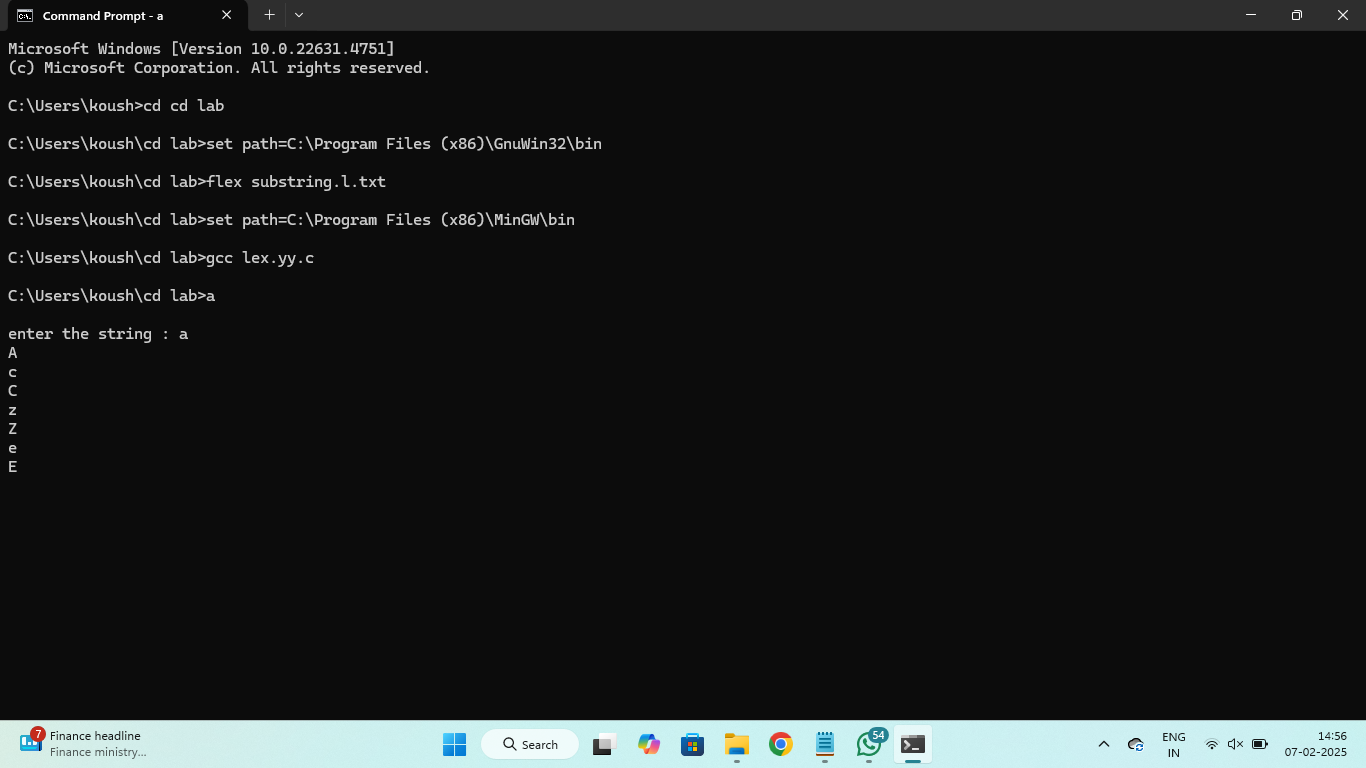 Command Prompt - a
Microsoft Windows [Version 10.0.22631.4751]
(c) Microsoft Corporation. All rights reserved.
C:\Users\koush>cd cd lab
C:\Users\koush\cd lab>set path=C:\Program Files (x86)\GnuWin32\bin
C:\Users\koush\cd lab>flex substring.l.txt
C:\Users\koush\cd lab>set path=C:\Program Files (x86)\MinGW\bin
C:\Users\koush\cd lab>gcc lex.yy.c
C:\Users\koush\cd lab>a
enter the string : a
A
c
C
z
Z
e
E
7
Finance headline
Finance ministry...
Search
54
ENG
IN
14:56
07-02-2025